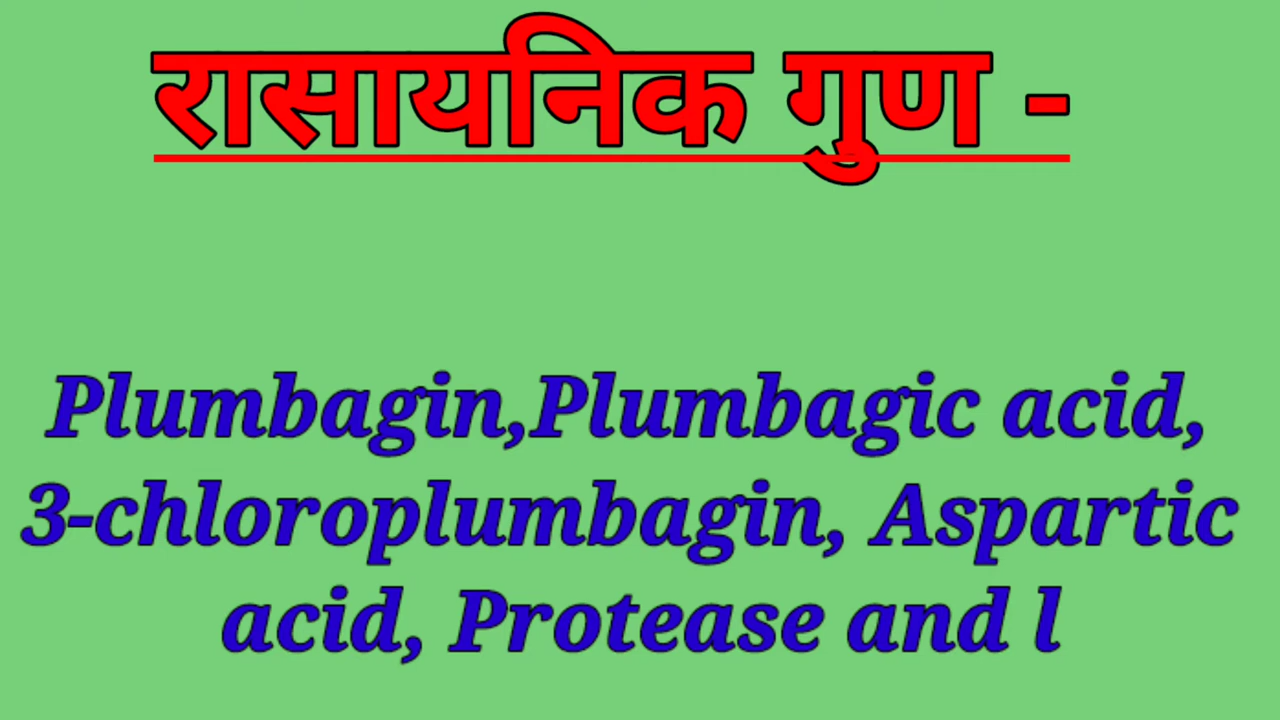 रासायनिक गुण -
Plumbagin,Plumbagic acid,
3-chloroplumbagin, Aspartic
acid, Protease and l